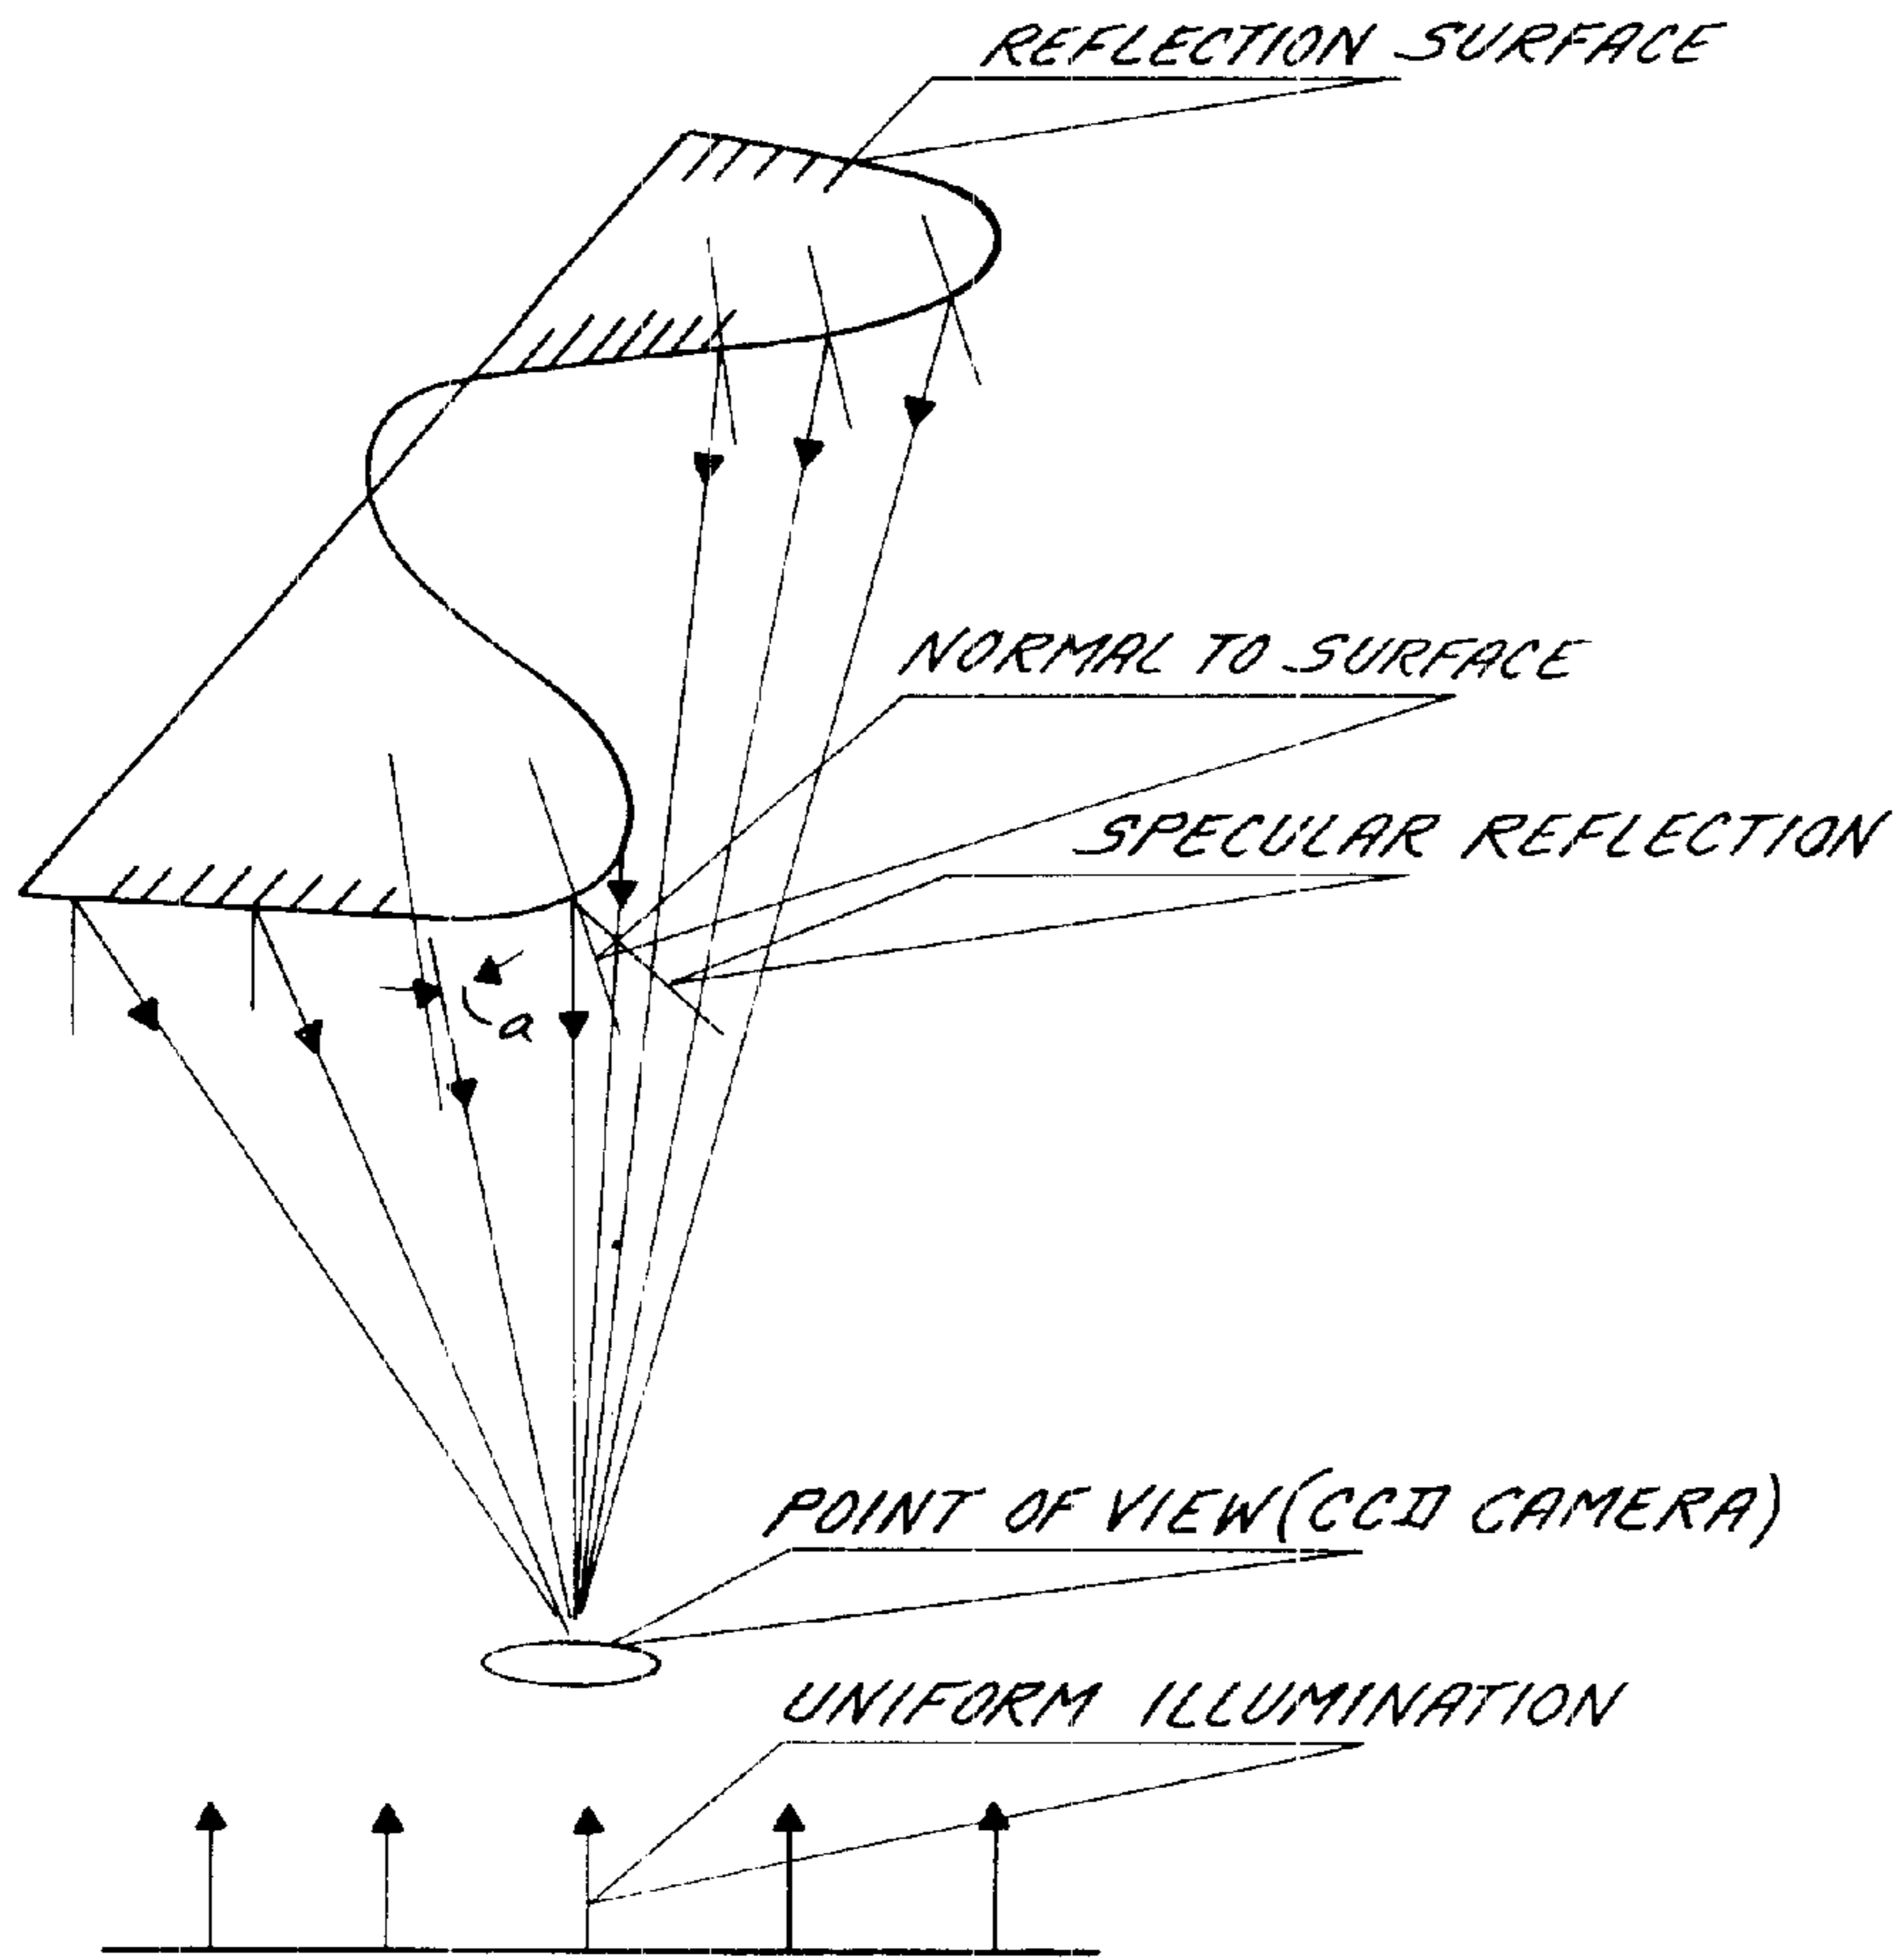 REFLECTION SURFACE
NORMAL TO SURFACE
SPECULAR REFLECTION
a
POINT OF VIEW (CCD CAMERA)
UNIFORM ILLUMINATION